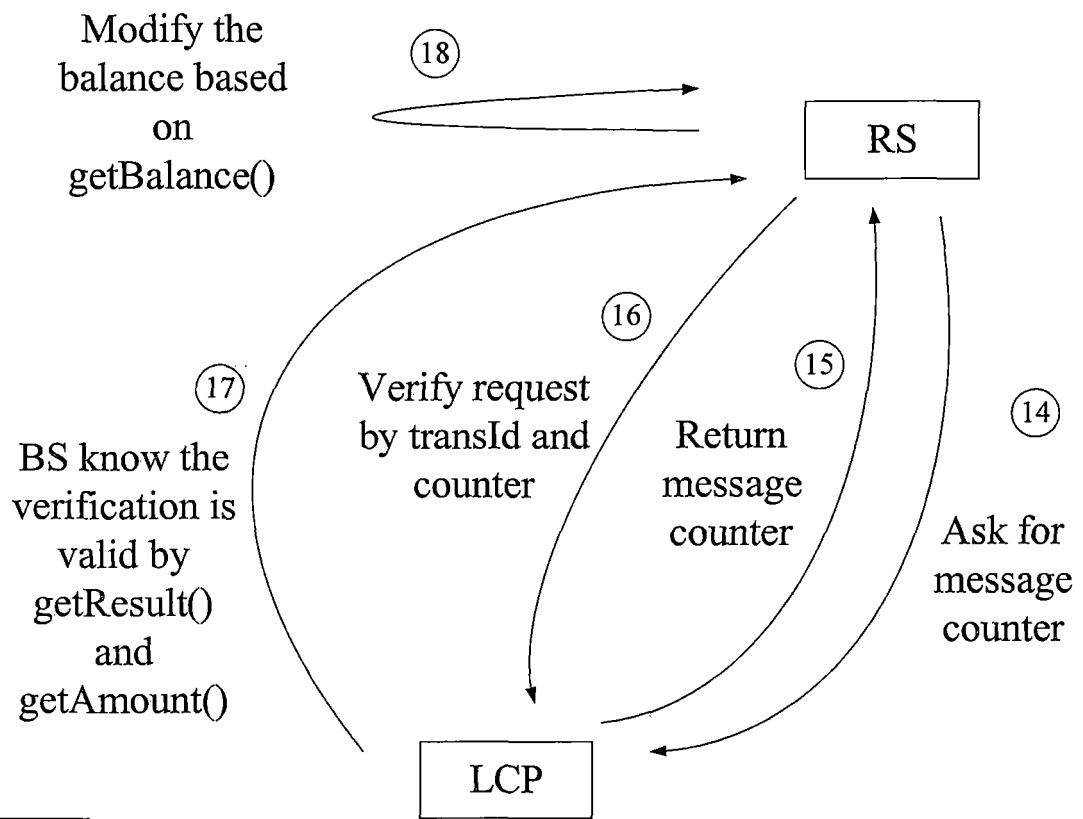 Modify the
balance based
on
getBalance()
18
RS
17
BS know the
verification is
valid by
getResult()
and
getAmount()
16
Verify request
by transId and
counter
15
Return
message
counter
14
Ask for
message
counter
LCP